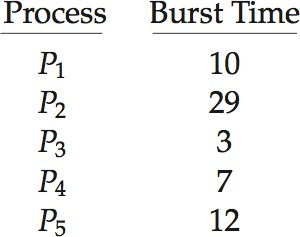 Process Burst Time
P1 10
P2 29
P3 3
P4 7
P5 12